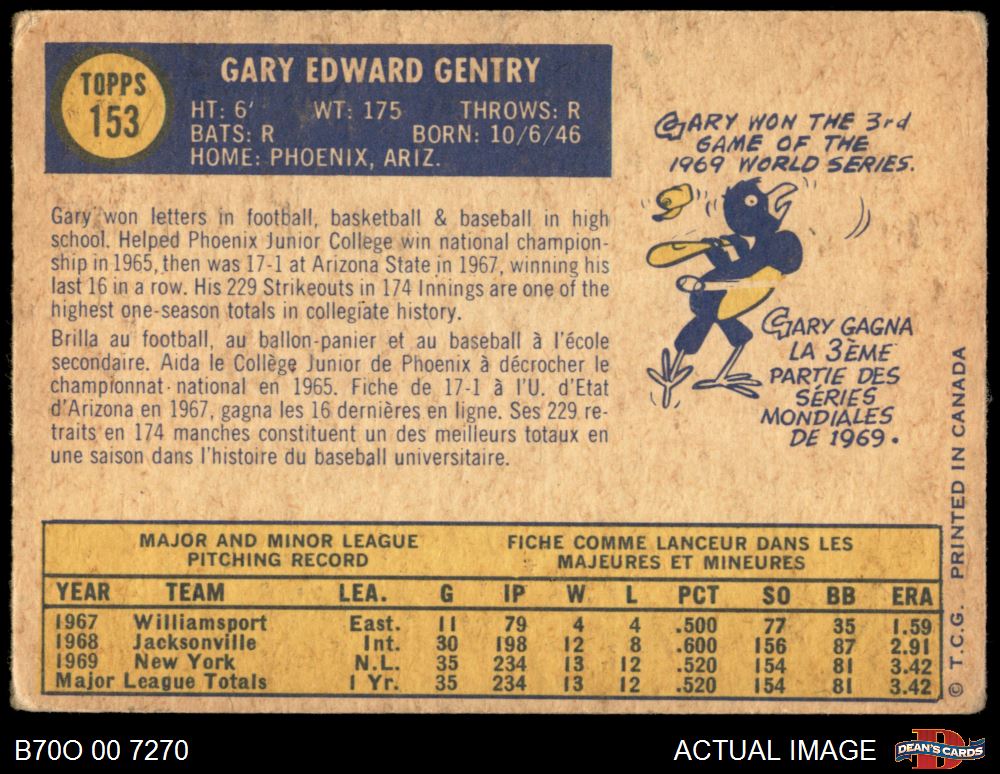 TOPPS
153
GARY EDWARD GENTRY
HT: 6' WT: 175 THROWS: R
BATS: R BORN: 10/6/46
HOME: PHOENIX, ARIZ.
GARY WON THE 3rd
GAME OF THE
1969 WORLD SERIES.
Gary won letters in football, basketball & baseball in high
school. Helped Phoenix Junior College win national champion-
ship in 1965, then was 17-1 at Arizona State in 1967, winning his
last 16 in a row. His 229 Strikeouts in 174 Innings are one of the
highest one-season totals in collegiate history.
Brilla au football, au ballon-panier et au baseball à l'école
secondaire. Aida le Collège Junior de Phoenix à décrocher le
championnat national en 1965. Fiche de 17-1 à l'U. d'Etat
d'Arizona en 1967, gagna les 16 dernières en ligne. Ses 229 re-
traits en 174 manches constituent un des meilleurs totaux en
une saison dans l'histoire du baseball universitaire.
GARY GAGNA
LA 3ÈME
PARTIE DES
SÉRIES
MONDIALES
DE 1969.
MAJOR AND MINOR LEAGUE
PITCHING RECORD
FICHE COMME LANCEUR DANS LES
MAJEURES ET MINEURES
YEAR TEAM LEA. G IP W L PCT SO BB ERA
1967 Williamsport East. 11 79 4 4 .500 77 35 1.59
1968 Jacksonville Int. 30 198 12 8 .600 156 87 2.91
1969 New York N.L. 35 234 13 12 .520 154 81 3.42
Major League Totals 1 Yr. 35 234 13 12 .520 154 81 3.42
© T.C.G. PRINTED IN CANADA
B70O 00 7270
ACTUAL IMAGE
D
DEAN'S CARDS